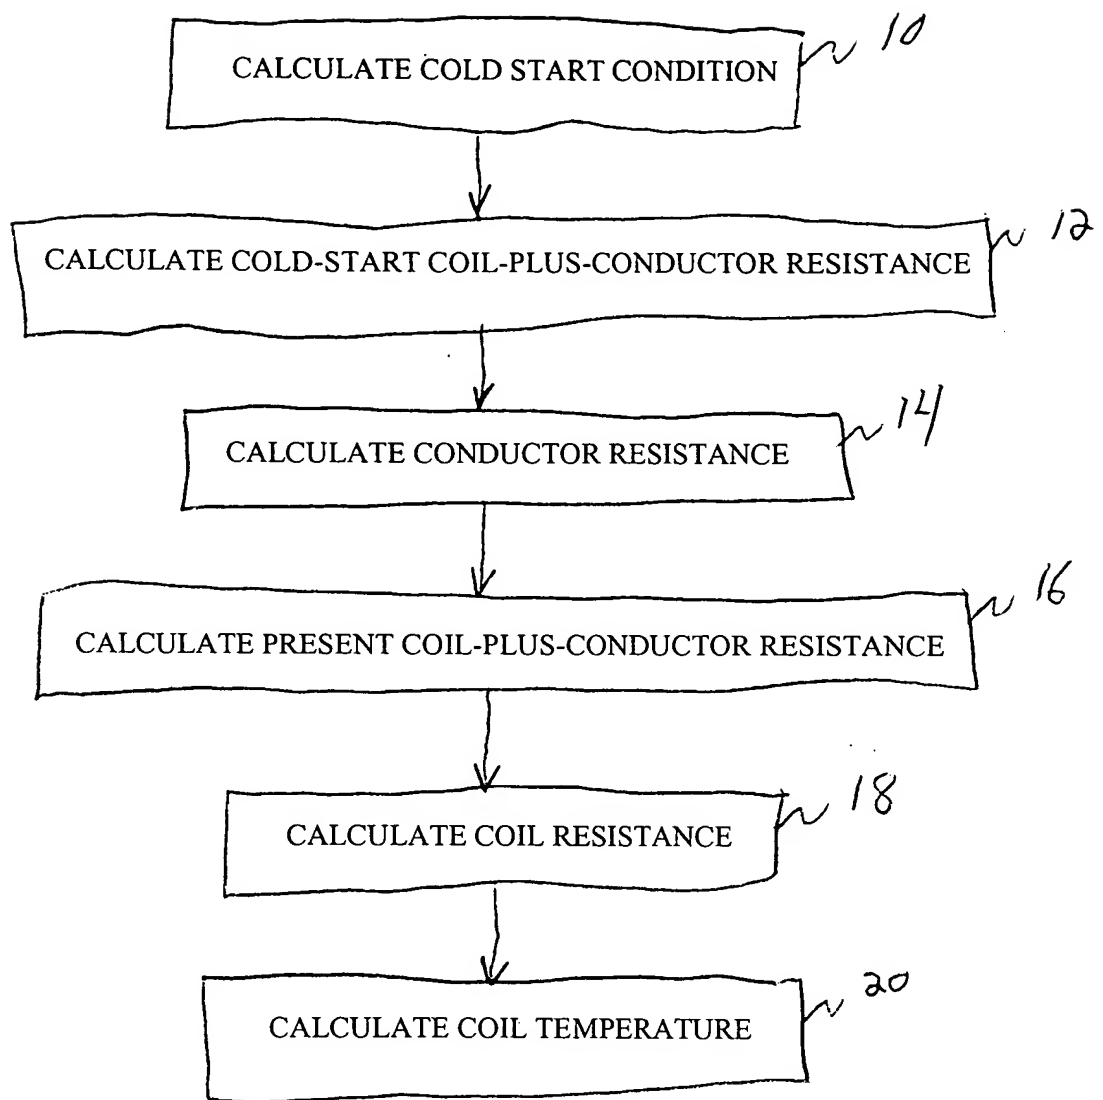 10
CALCULATE COLD START CONDITION
12
CALCULATE COLD-START COIL-PLUS-CONDUCTOR RESISTANCE
14
CALCULATE CONDUCTOR RESISTANCE
16
CALCULATE PRESENT COIL-PLUS-CONDUCTOR RESISTANCE
18
CALCULATE COIL RESISTANCE
20
CALCULATE COIL TEMPERATURE